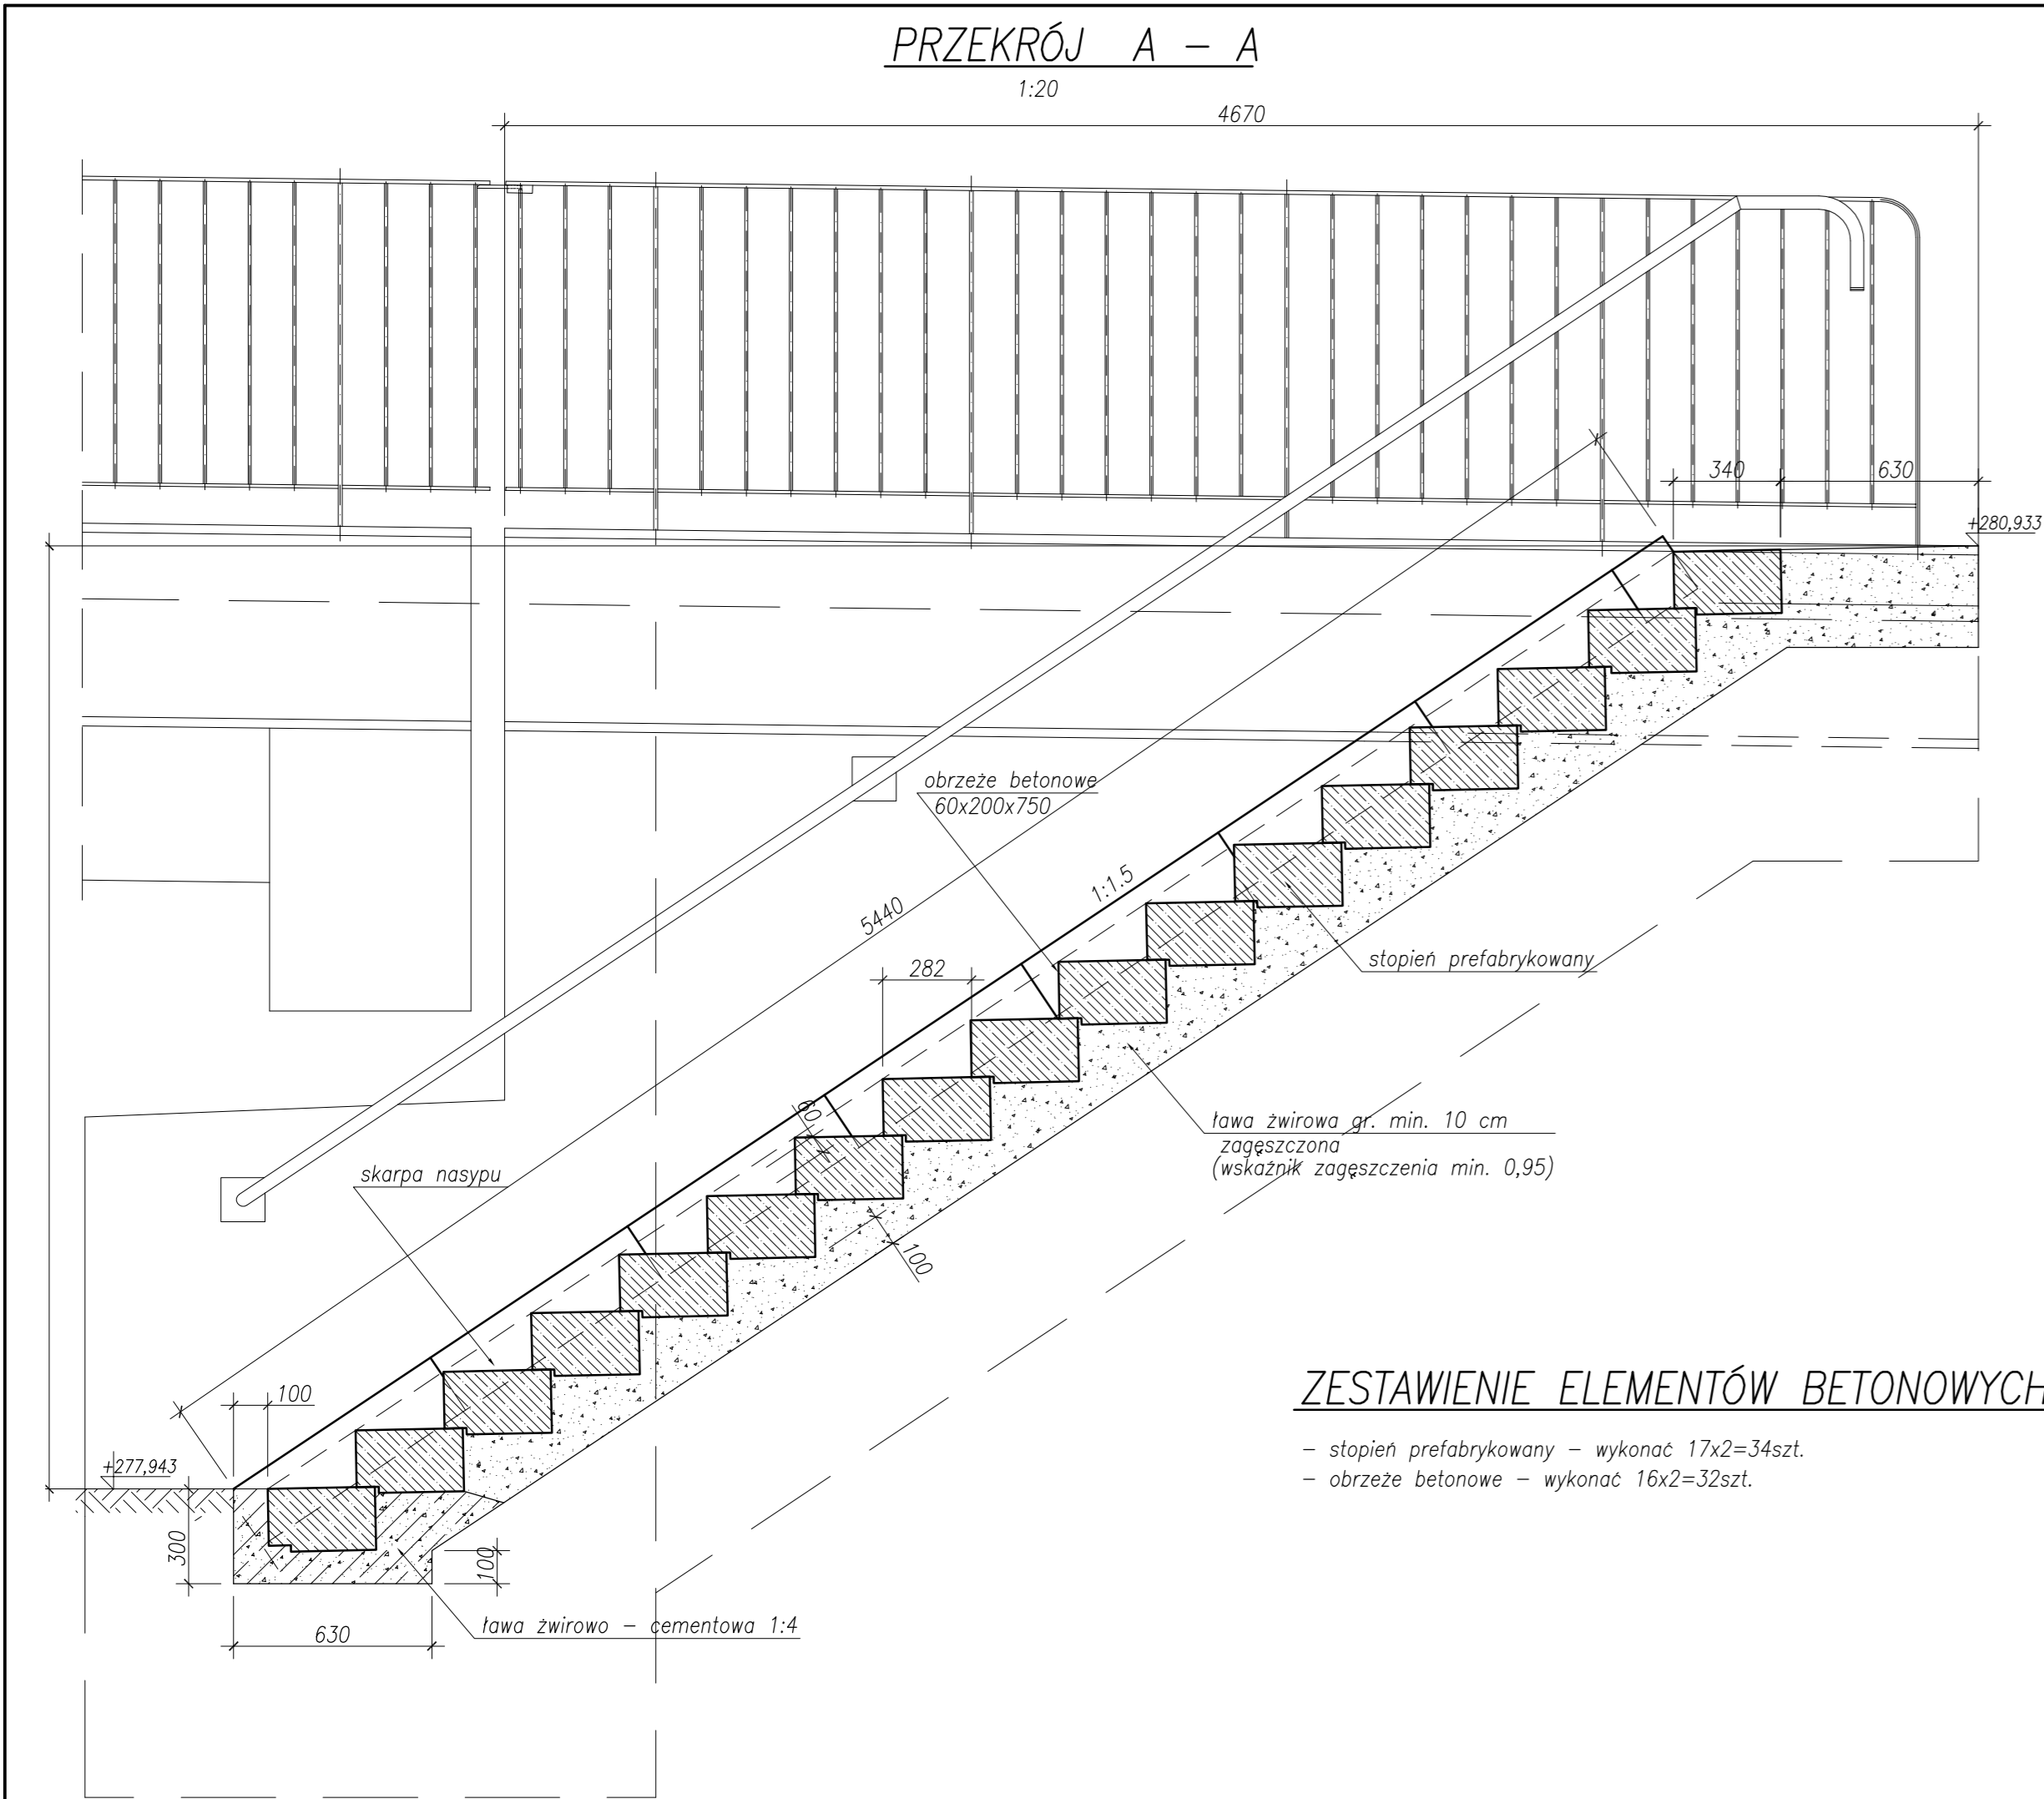 PRZEKRÓJ A – A
1:20
4670
340
630
+280,933
obrzeże betonowe
60x200x750
1:1.5
5440
stopień prefabrykowany
282
60
ława żwirowa gr. min. 10 cm
zagęszczona
(wskaźnik zagęszczenia min. 0,95)
skarpa nasypu
100
ZESTAWIENIE ELEMENTÓW BETONOWYCH
100
– stopień prefabrykowany – wykonać 17x2=34szt.
+277,943
– obrzeże betonowe – wykonać 16x2=32szt.
300
100
ława żwirowo – cementowa 1:4
630